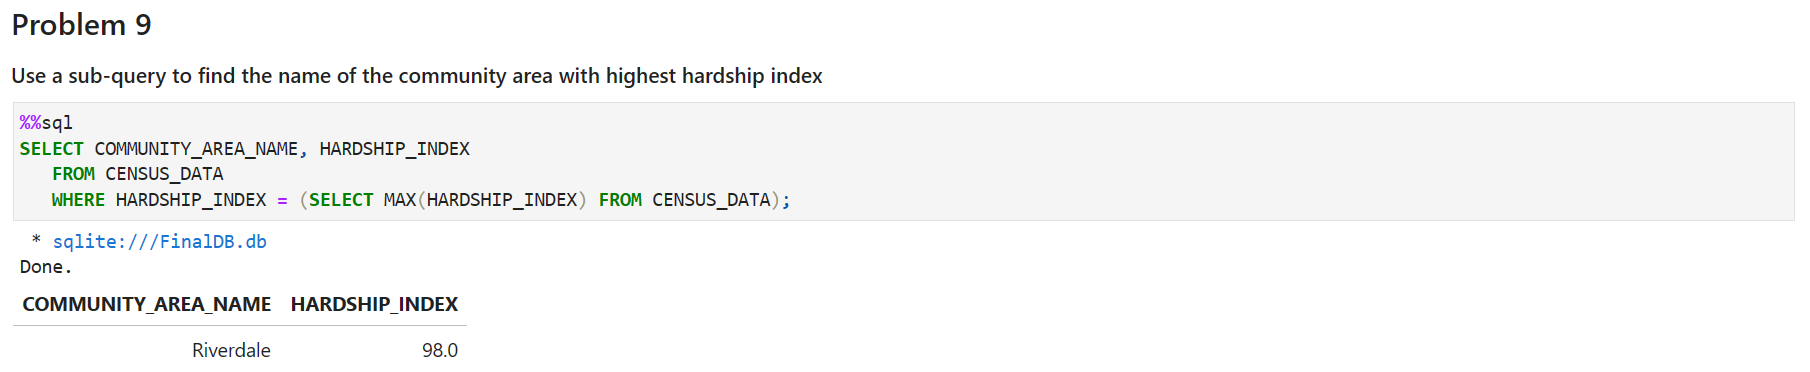 Problem 9
Use a sub-query to find the name of the community area with highest hardship index
%%sql
SELECT COMMUNITY_AREA_NAME, HARDSHIP_INDEX
FROM CENSUS_DATA
WHERE HARDSHIP_INDEX = (SELECT MAX(HARDSHIP_INDEX) FROM CENSUS_DATA);
* sqlite:///FinalDB.db
Done.
COMMUNITY_AREA_NAME HARDSHIP_INDEX
Riverdale 98.0